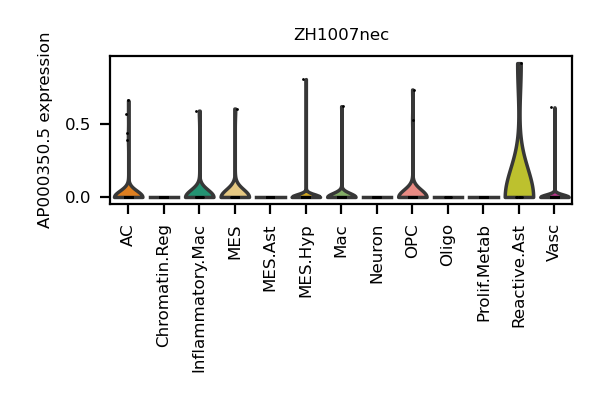 ZH1007nec
AP000350.5 expression
0.5
0.0
AC
Chromatin.Reg
Inflammatory.Mac
MES
MES.Ast
MES.Hyp
Mac
Neuron
OPC
Oligo
Prolif.Metab
Reactive.Ast
Vasc